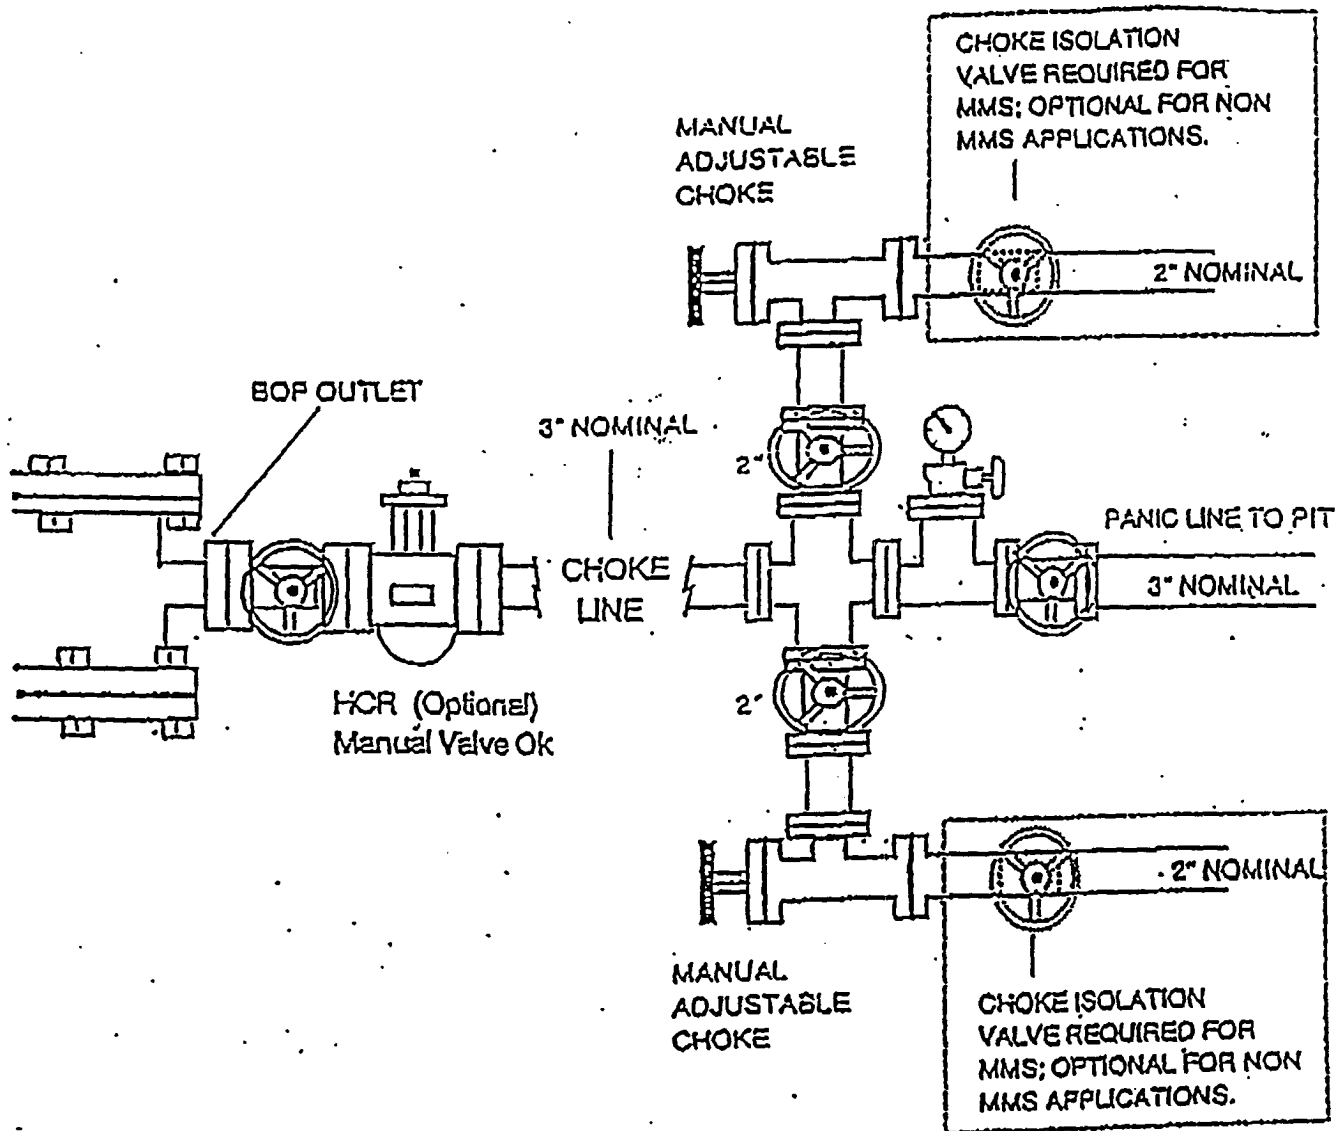 CHOKE ISOLATION
VALVE REQUIRED FOR
MMS; OPTIONAL FOR NON
MMS APPLICATIONS.
MANUAL
ADJUSTABLE
CHOKE
2" NOMINAL
BOP OUTLET
3" NOMINAL
2"
PANIC LINE TO PIT
CHOKE
LINE
3" NOMINAL
HCR (Optional)
Manual Valve Ok
2"
2" NOMINAL
MANUAL
ADJUSTABLE
CHOKE
CHOKE ISOLATION
VALVE REQUIRED FOR
MMS; OPTIONAL FOR NON
MMS APPLICATIONS.